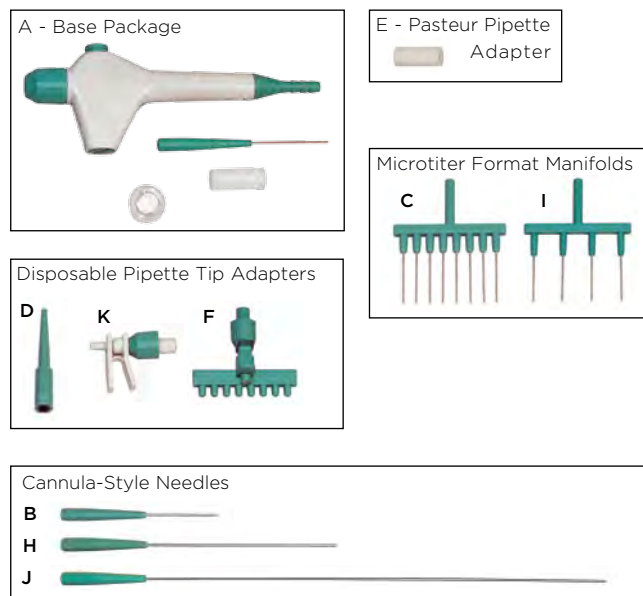 A - Base Package
E - Pasteur Pipette
Adapter
Microtiter Format Manifolds
C
I
Disposable Pipette Tip Adapters
D
K
F
Cannula-Style Needles
B
H
J